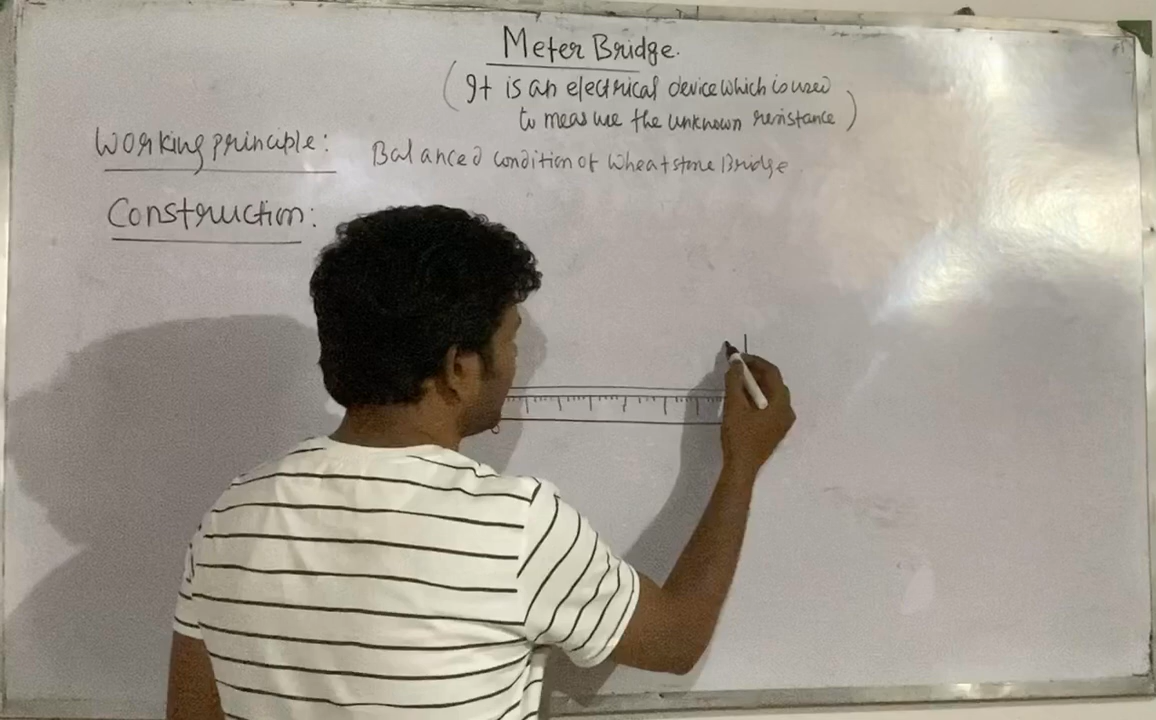 Meter Bridge.
(It is an electrical device which is used
to measure the unknown resistance)
Working principle: Balanced condition of Wheatstone Bridge
Construction: